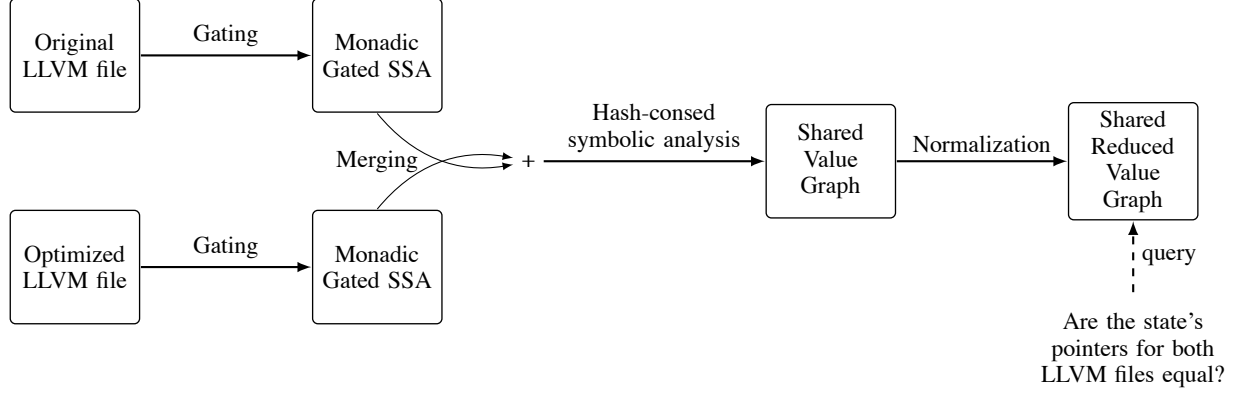 Original
LLVM file
Gating
Monadic
Gated SSA
Merging
+
Hash-consed
symbolic analysis
Shared
Value
Graph
Normalization
Shared
Reduced
Value
Graph
Optimized
LLVM file
Gating
Monadic
Gated SSA
query
Are the state's
pointers for both
LLVM files equal?